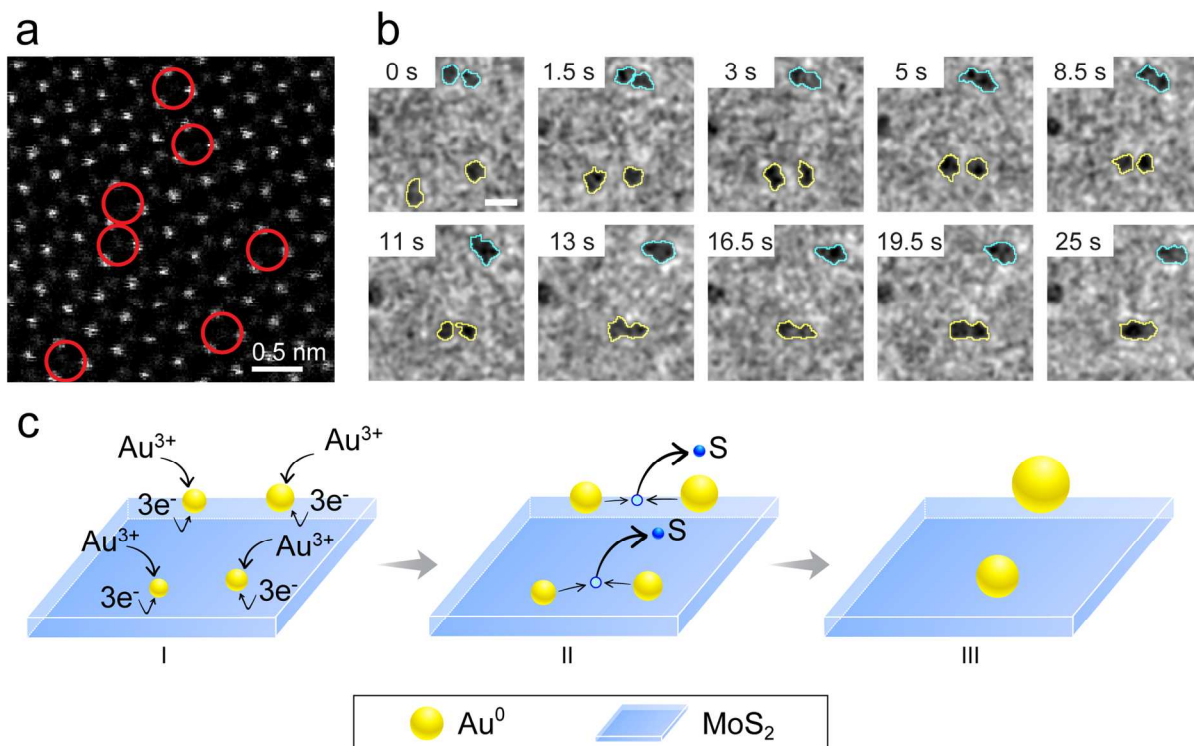 a
0.5 nm
b
0 s
1.5 s
3 s
5 s
8.5 s
11 s
13 s
16.5 s
19.5 s
25 s
c
Au³⁺
Au³⁺
3e⁻
3e⁻
Au³⁺
Au³⁺
3e⁻
3e⁻
I
S
S
II
III
Au⁰
MoS₂